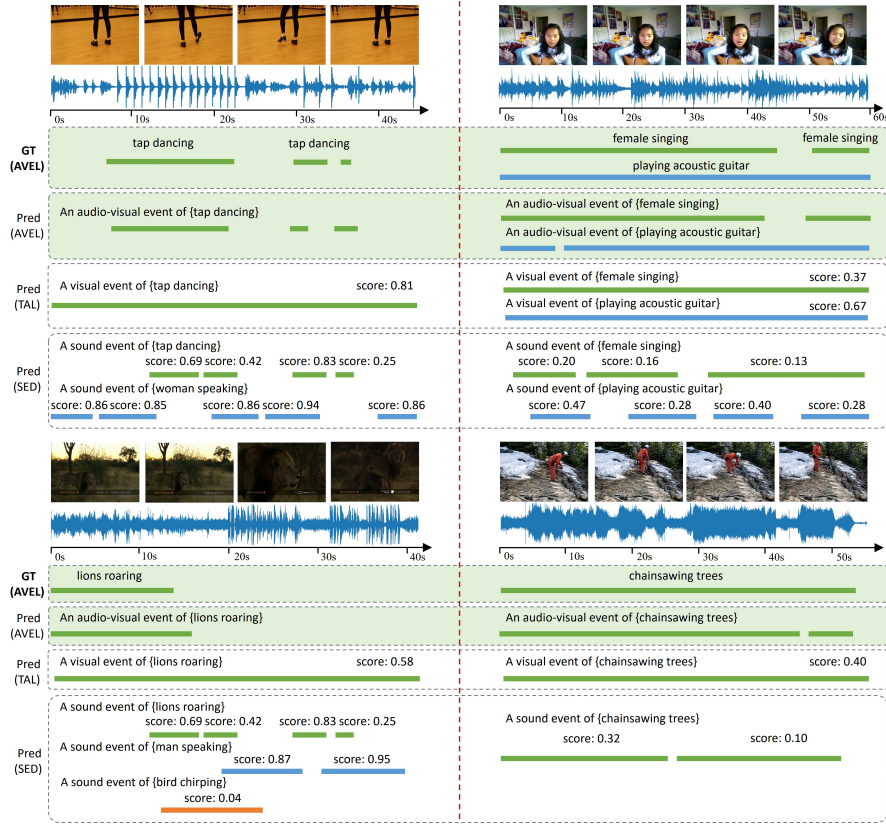 0s 10s 20s 30s 40s
0s 10s 20s 30s 40s 50s 60s
GT
(AVEL)
tap dancing tap dancing
female singing female singing
playing acoustic guitar
Pred
(AVEL)
An audio-visual event of {tap dancing}
An audio-visual event of {female singing}
An audio-visual event of {playing acoustic guitar}
Pred
(TAL)
A visual event of {tap dancing} score: 0.81
A visual event of {female singing} score: 0.37
A visual event of {playing acoustic guitar} score: 0.67
Pred
(SED)
A sound event of {tap dancing}
score: 0.69 score: 0.42 score: 0.83 score: 0.25
A sound event of {woman speaking}
score: 0.86 score: 0.85 score: 0.86 score: 0.94 score: 0.86
A sound event of {female singing}
score: 0.20 score: 0.16 score: 0.13
A sound event of {playing acoustic guitar}
score: 0.47 score: 0.28 score: 0.40 score: 0.28
0s 10s 20s 30s 40s
0s 10s 20s 30s 40s 50s
GT
(AVEL)
lions roaring
chainsawing trees
Pred
(AVEL)
An audio-visual event of {lions roaring}
An audio-visual event of {chainsawing trees}
Pred
(TAL)
A visual event of {lions roaring} score: 0.58
A visual event of {chainsawing trees} score: 0.40
Pred
(SED)
A sound event of {lions roaring}
score: 0.69 score: 0.42 score: 0.83 score: 0.25
A sound event of {man speaking}
score: 0.87 score: 0.95
A sound event of {bird chirping}
score: 0.04
A sound event of {chainsawing trees}
score: 0.32 score: 0.10